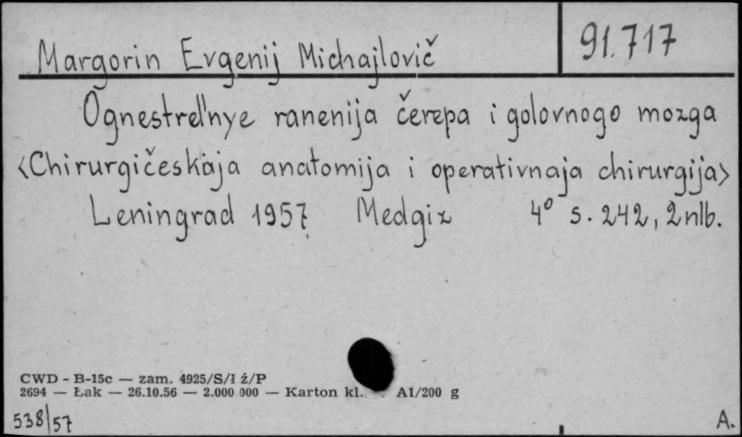 Margorin Evgenij Michajlovič 91.717
Ognestrel'nye ranenija čerepa i golovnogo mozga
<Chirurgičeskaja anatomija i operativnaja chirurgija>
Leningrad 1957 Medgiz 4° s. 242, 2 nlb.
CWD - B-15c — zam. 4925/S/I ź/P
2694 — Łak — 26.10.56 — 2.000 000 — Karton kl. A1/200 g
538/57 A.